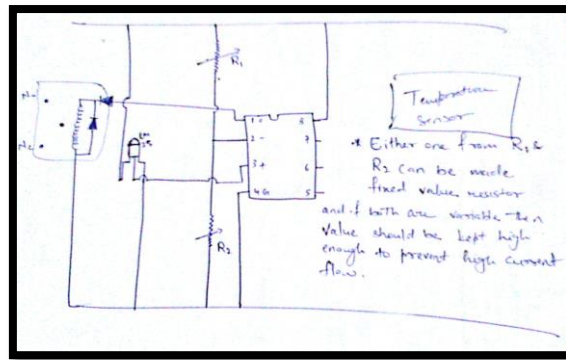 R1
1 -
8
2 -
7
3 +
6
4 G
5
R2
LM
35
Temperature
sensor
* Either one from R1 &
R2 can be made
fixed value resistor
and if both are variable then
value should be kept high
enough to prevent high current
flow.